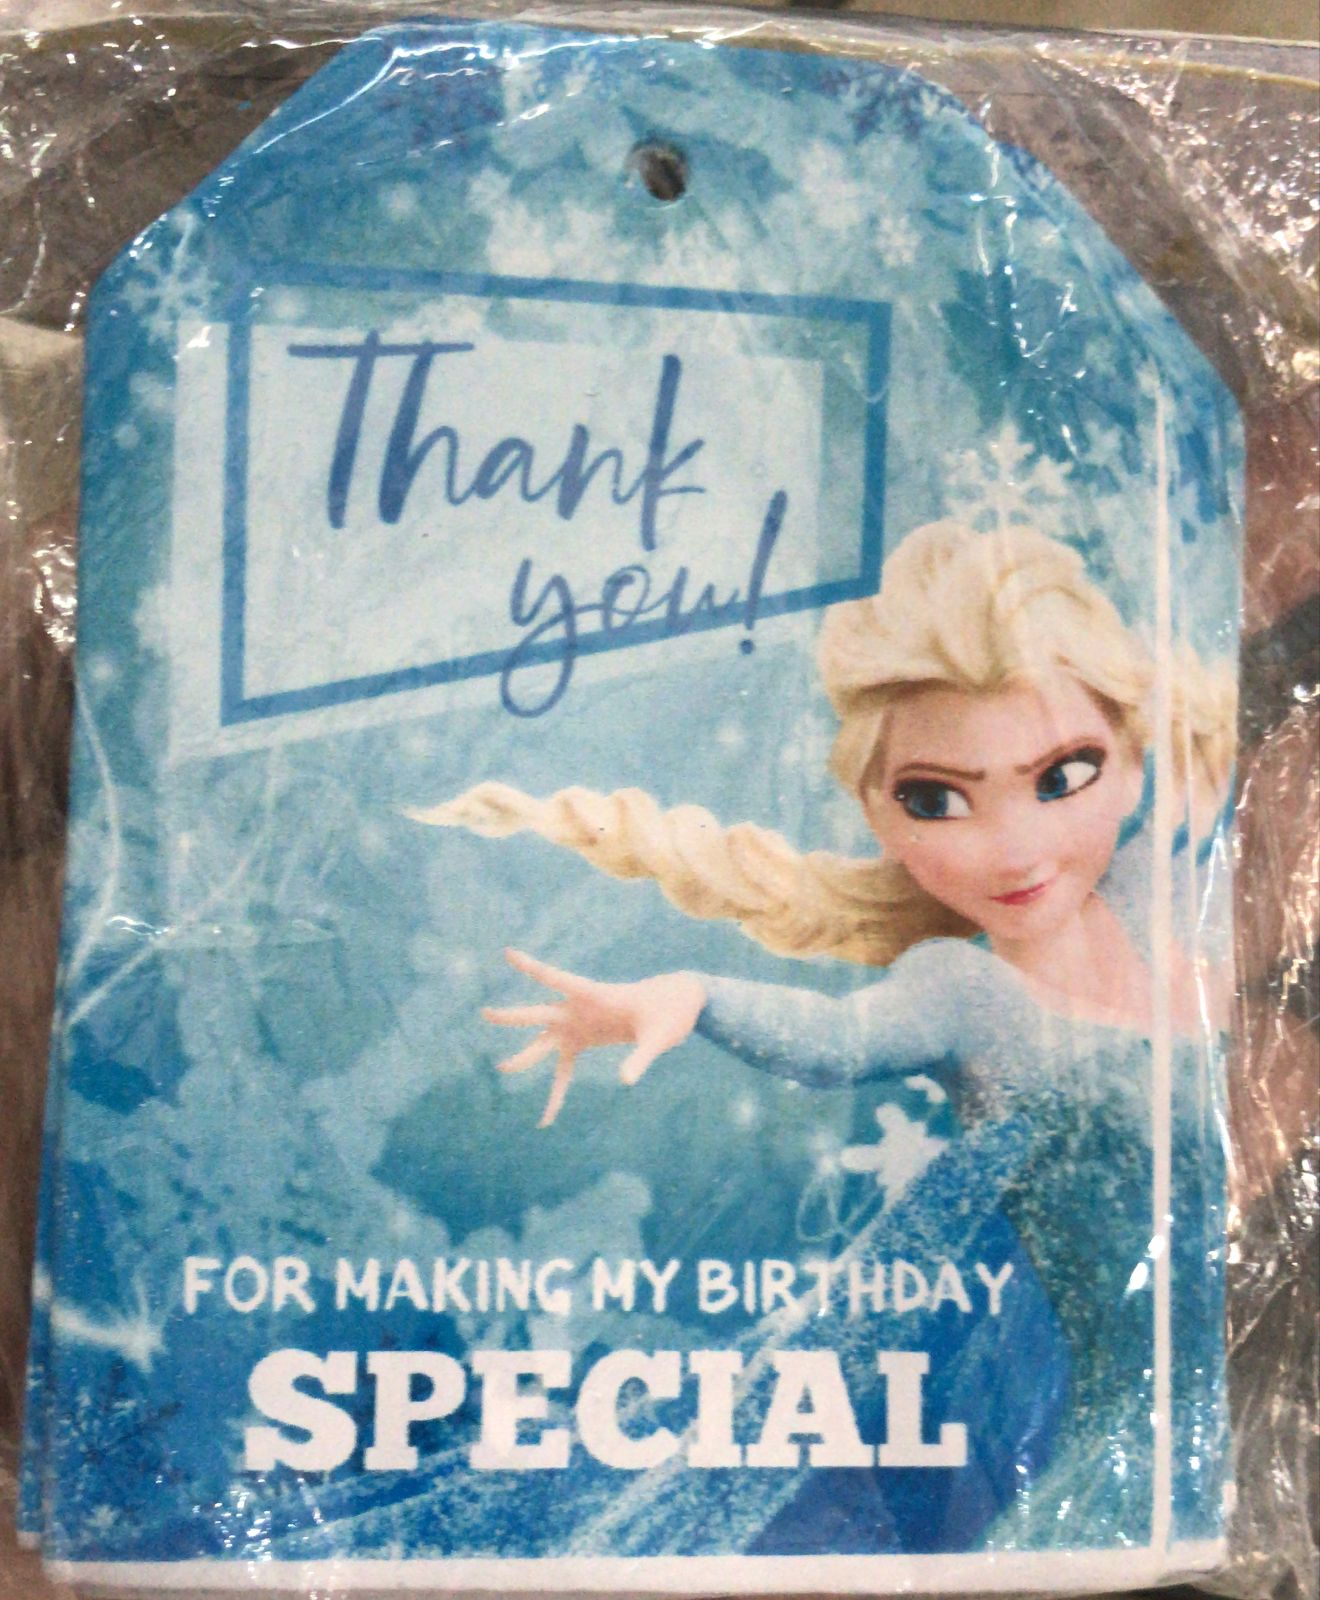 Thank
you!
FOR MAKING MY BIRTHDAY
SPECIAL